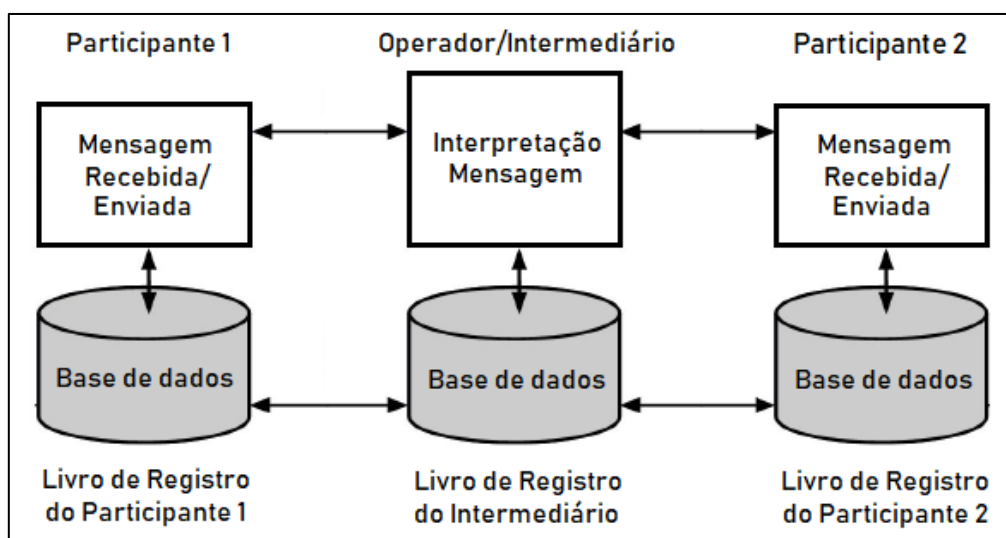 Participante 1
Operador/Intermediário
Participante 2
Mensagem
Recebida/
Enviada
Interpretação
Mensagem
Mensagem
Recebida/
Enviada
Base de dados
Base de dados
Base de dados
Livro de Registro
do Participante 1
Livro de Registro
do Intermediário
Livro de Registro
do Participante 2